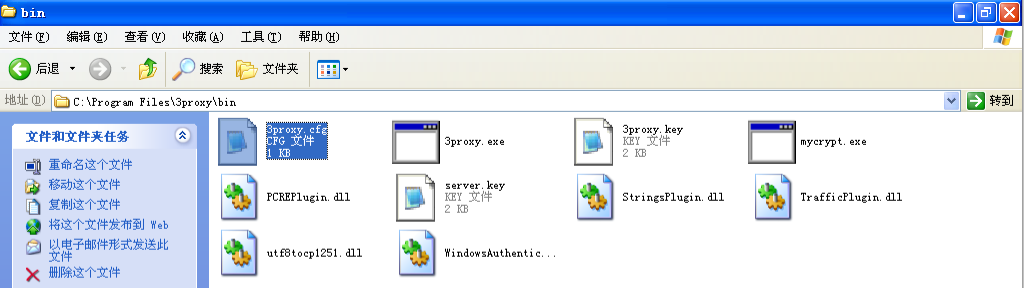 bin
文件(F) 编辑(E) 查看(V) 收藏(A) 工具(T) 帮助(H)
后退 搜索 文件夹
地址(D) C:\Program Files\3proxy\bin 转到
文件和文件夹任务
重命名这个文件
移动这个文件
复制这个文件
将这个文件发布到 Web
以电子邮件形式发送此
文件
删除这个文件
3proxy.cfg
CFG 文件
1 KB
3proxy.exe
3proxy.key
KEY 文件
2 KB
mycrypt.exe
PCREPlugin.dll
server.key
KEY 文件
2 KB
StringsPlugin.dll
TrafficPlugin.dll
utf8tocp1251.dll
WindowsAuthentic...